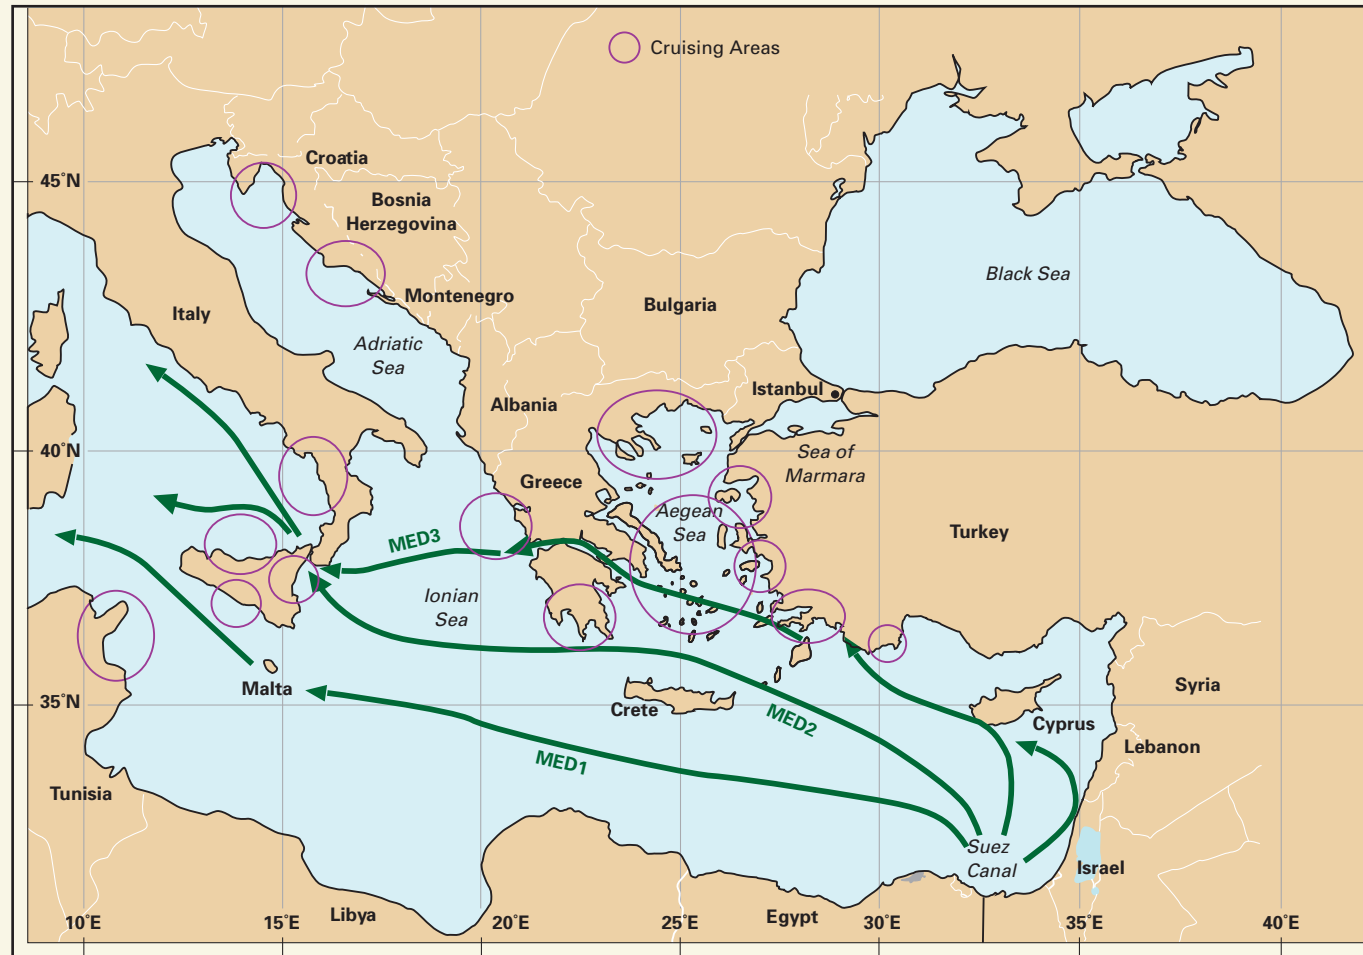 Cruising Areas
Croatia
45°N
Bosnia
Herzegovina
Black Sea
Montenegro
Bulgaria
Italy
Adriatic
Sea
Istanbul
Albania
40°N
Sea of
Marmara
Greece
Aegean
Sea
Turkey
MED3
Ionian
Sea
Malta
Syria
35°N
Crete
MED2
Cyprus
Lebanon
MED1
Tunisia
Suez
Canal
Israel
Libya
Egypt
10°E
15°E
20°E
25°E
30°E
35°E
40°E